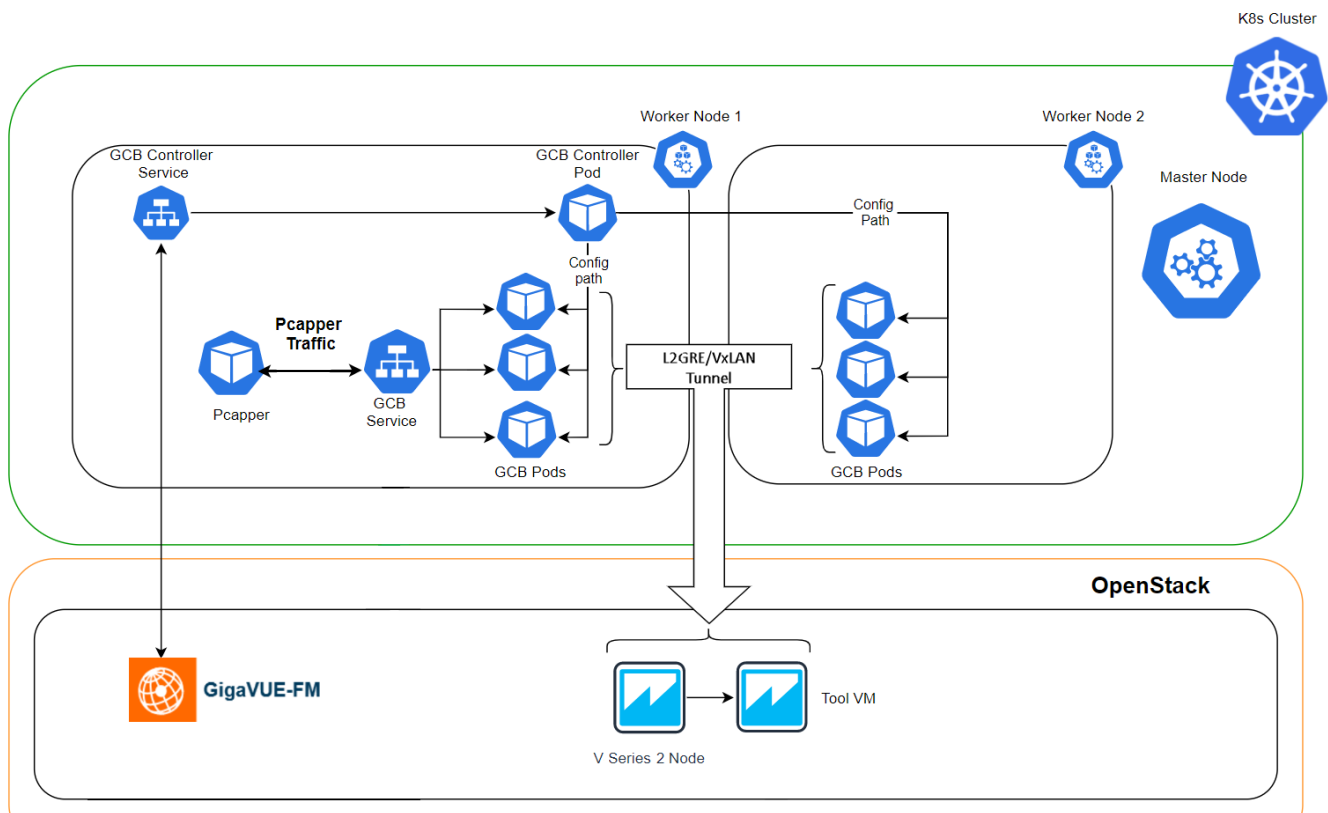 K8s Cluster
Worker Node 1
Worker Node 2
GCB Controller
Service
GCB Controller
Pod
Master Node
Config
Path
Config
path
Pcapper
Traffic
L2GRE/VxLAN
Tunnel
Pcapper
GCB
Service
GCB Pods
GCB Pods
OpenStack
GigaVUE-FM
Tool VM
V Series 2 Node